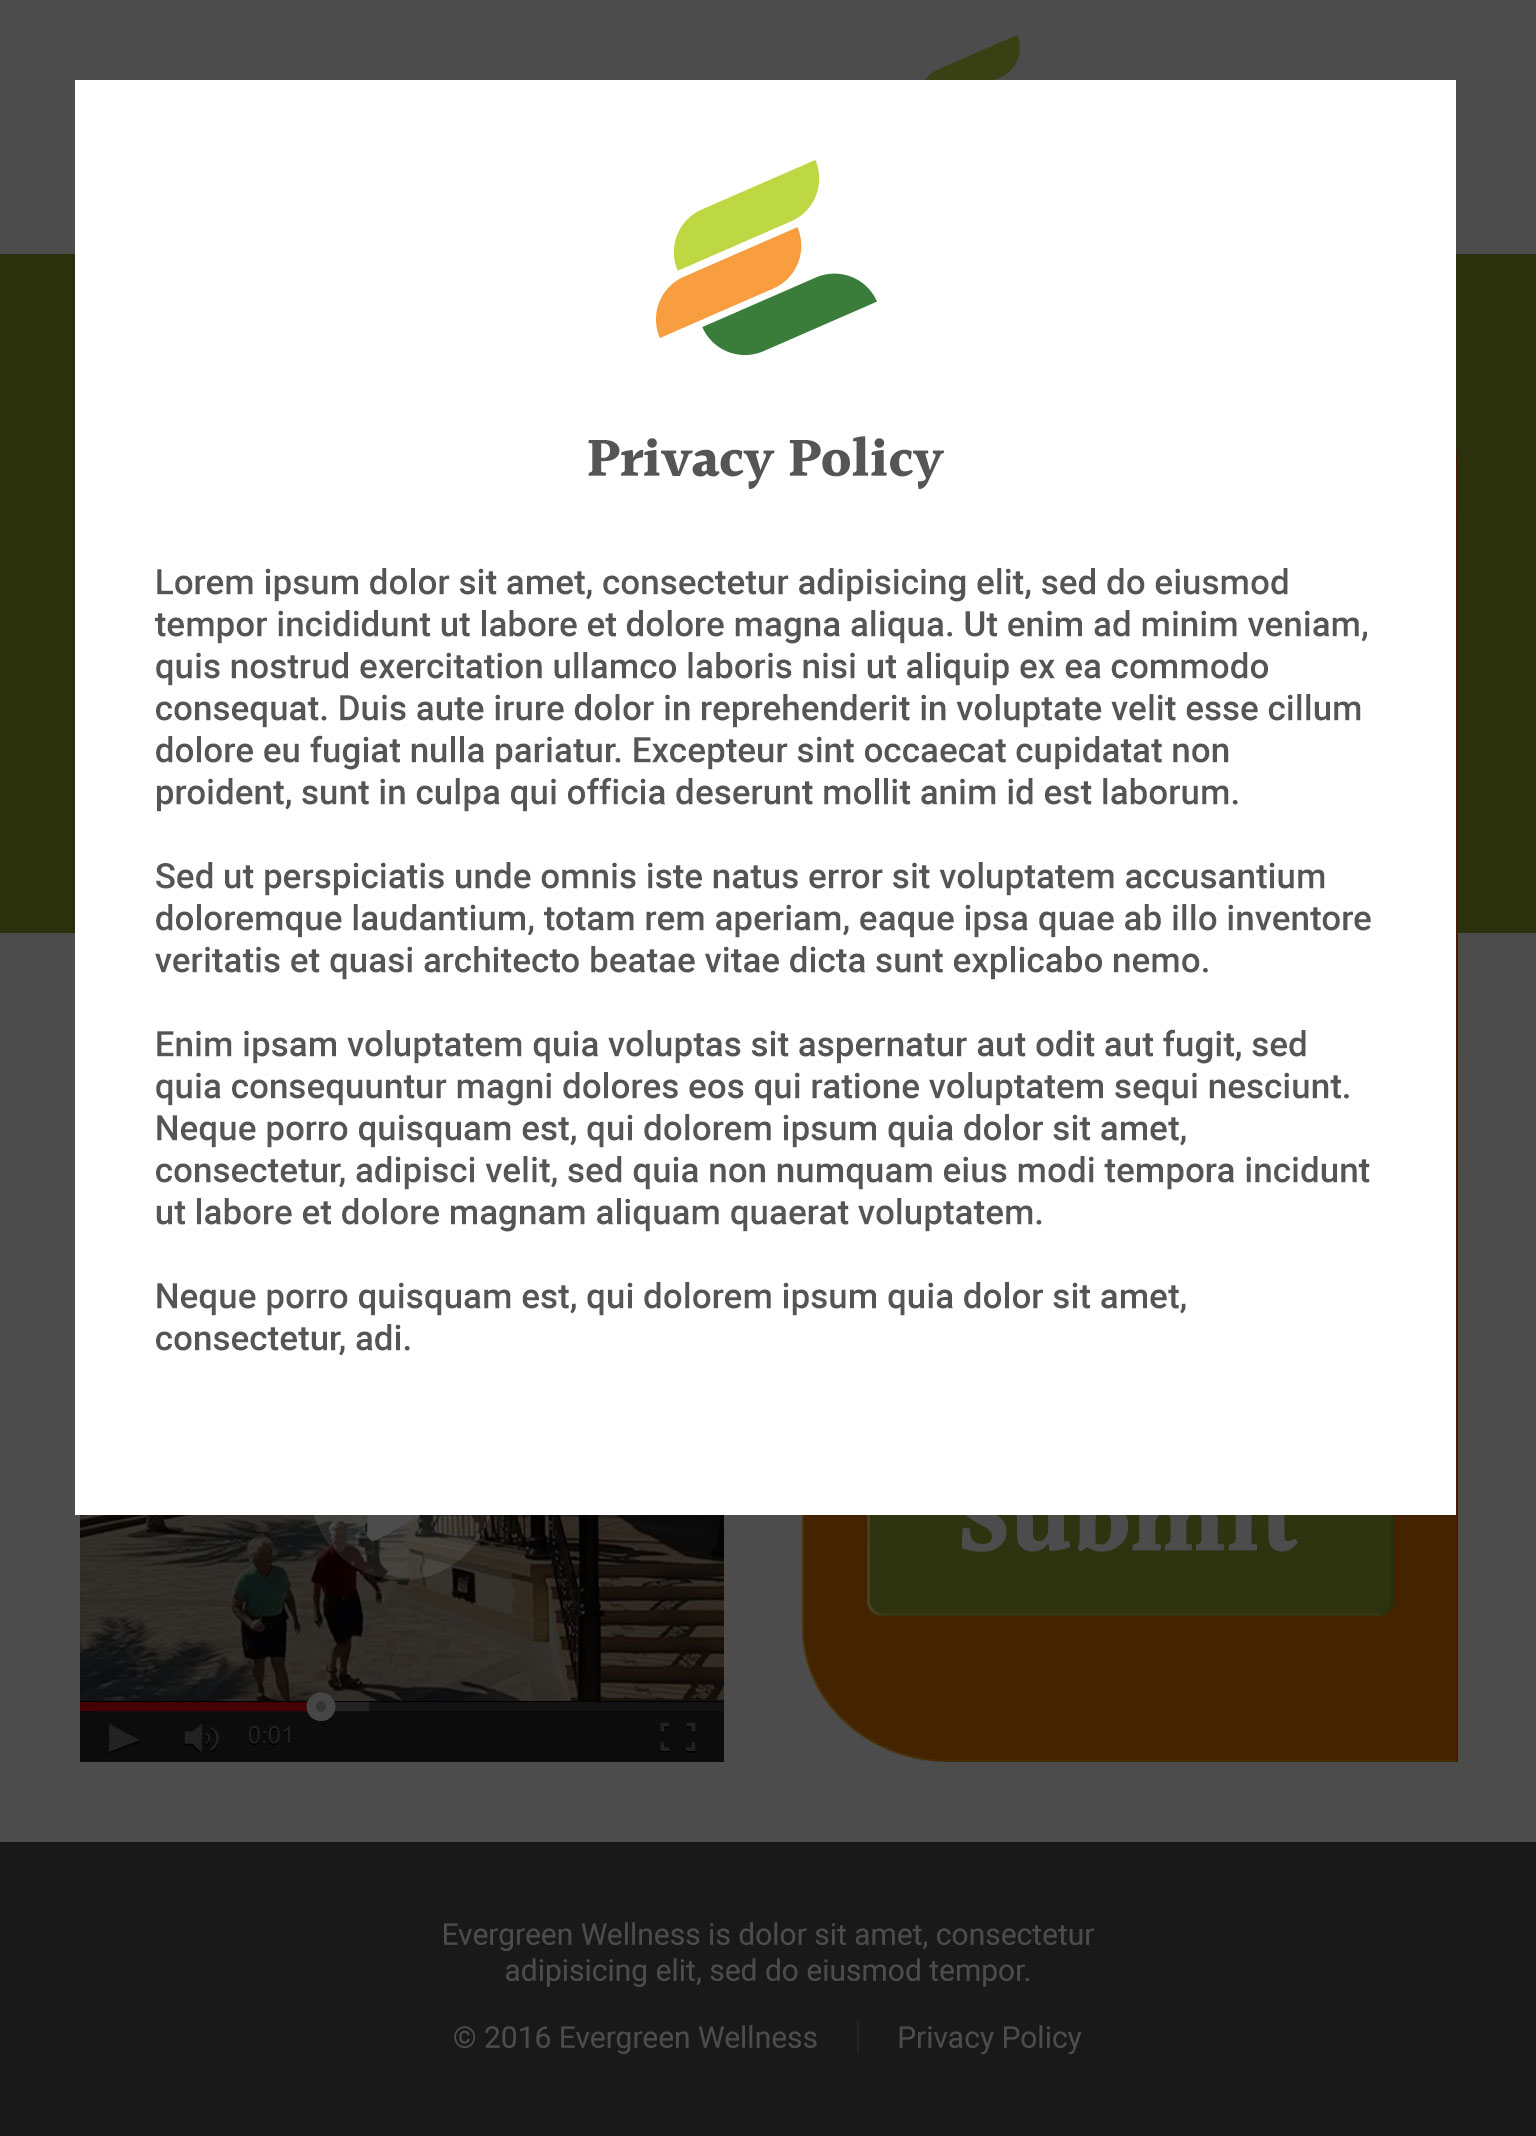 Privacy Policy
Lorem ipsum dolor sit amet, consectetur adipisicing elit, sed do eiusmod
tempor incididunt ut labore et dolore magna aliqua. Ut enim ad minim veniam,
quis nostrud exercitation ullamco laboris nisi ut aliquip ex ea commodo
consequat. Duis aute irure dolor in reprehenderit in voluptate velit esse cillum
dolore eu fugiat nulla pariatur. Excepteur sint occaecat cupidatat non
proident, sunt in culpa qui officia deserunt mollit anim id est laborum.
Sed ut perspiciatis unde omnis iste natus error sit voluptatem accusantium
doloremque laudantium, totam rem aperiam, eaque ipsa quae ab illo inventore
veritatis et quasi architecto beatae vitae dicta sunt explicabo nemo.
Enim ipsam voluptatem quia voluptas sit aspernatur aut odit aut fugit, sed
quia consequuntur magni dolores eos qui ratione voluptatem sequi nesciunt.
Neque porro quisquam est, qui dolorem ipsum quia dolor sit amet,
consectetur, adipisci velit, sed quia non numquam eius modi tempora incidunt
ut labore et dolore magnam aliquam quaerat voluptatem.
Neque porro quisquam est, qui dolorem ipsum quia dolor sit amet,
consectetur, adi.
Submit
0:01
Evergreen Wellness is dolor sit amet, consectetur
adipisicing elit, sed do eiusmod tempor.
© 2016 Evergreen Wellness | Privacy Policy